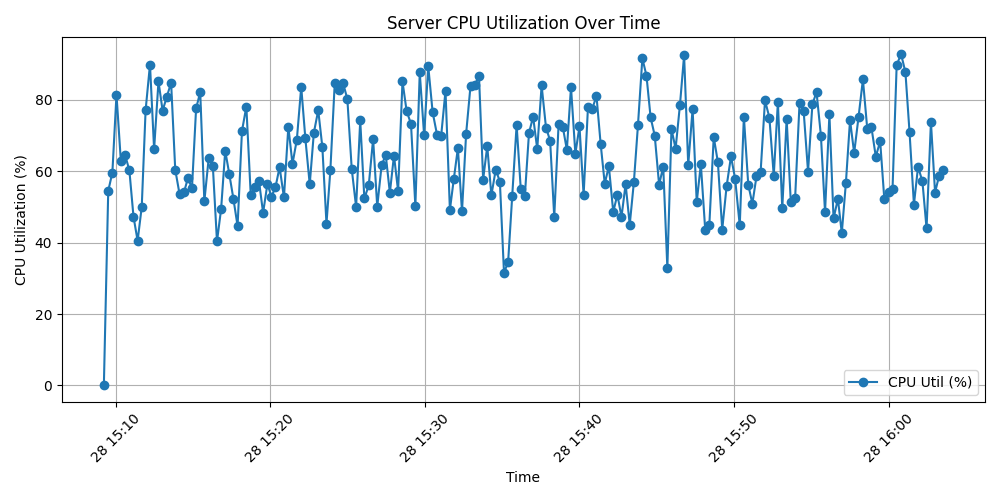 Server CPU Utilization Over Time
CPU Utilization (%)
80
60
40
20
0
28 15:10
28 15:20
28 15:30
28 15:40
28 15:50
28 16:00
Time
CPU Util (%)